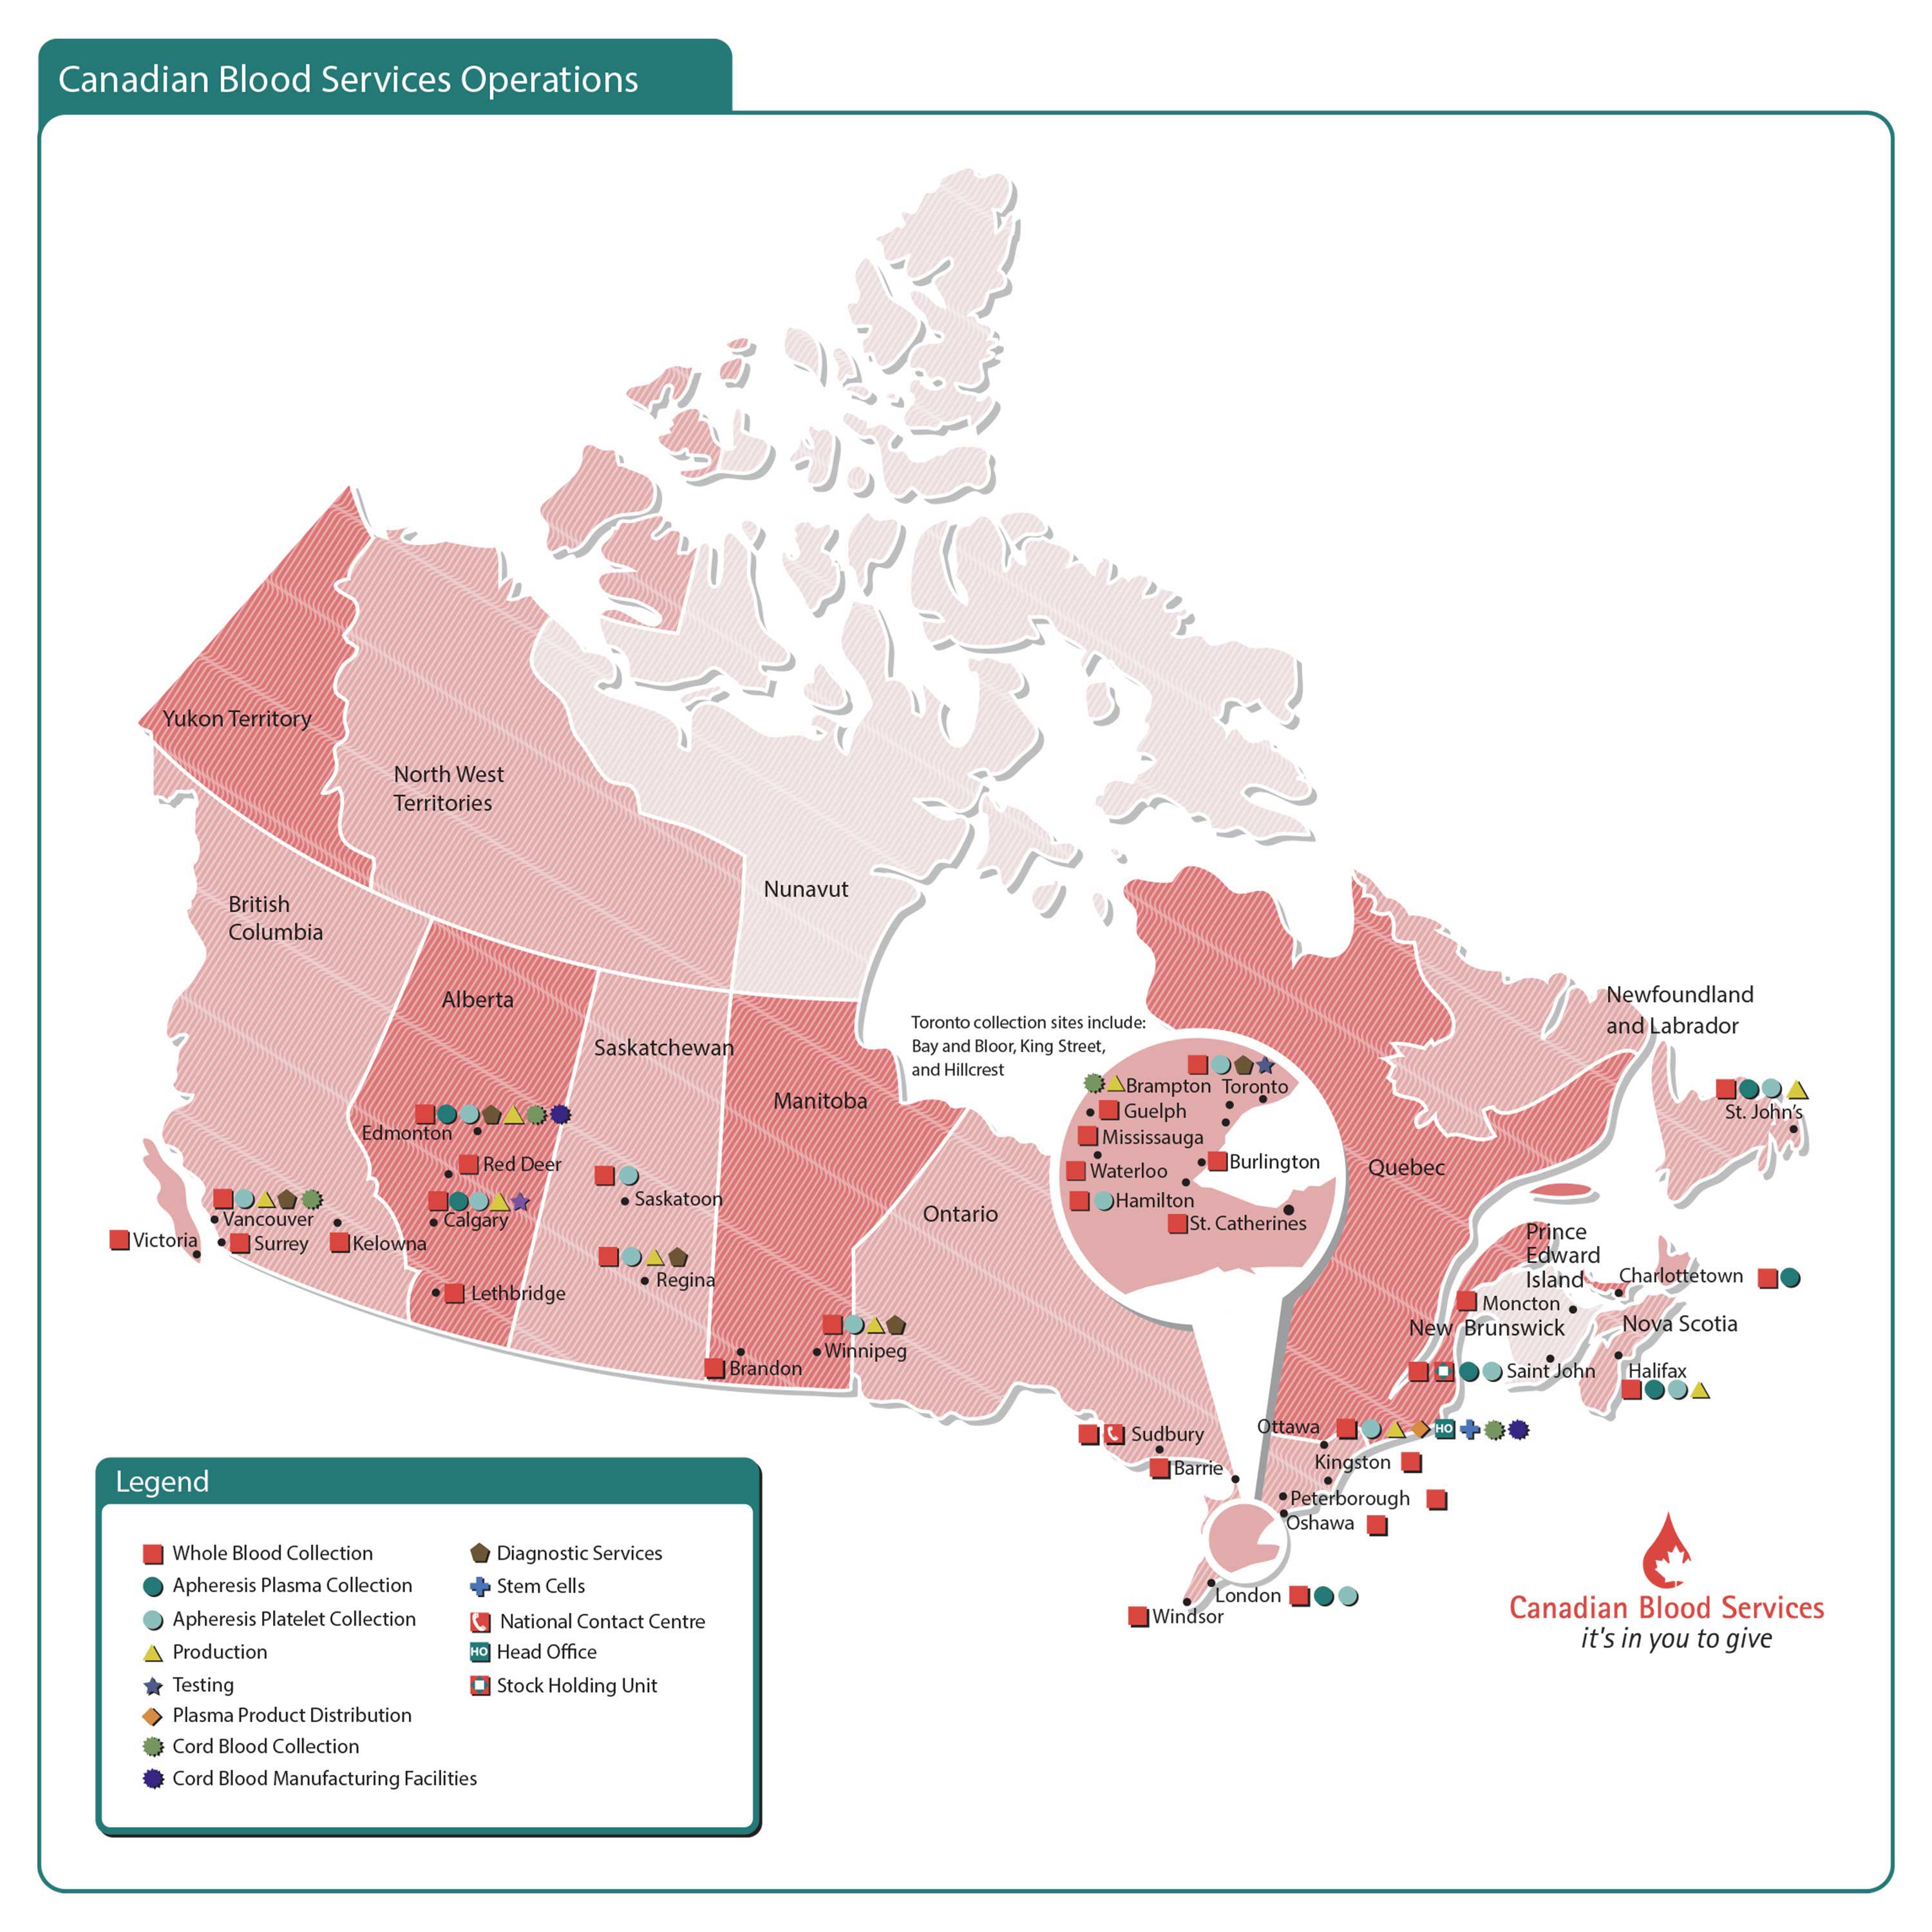 Canadian Blood Services Operations
Yukon Territory
North West
Territories
Nunavut
British
Columbia
Alberta
Saskatchewan
Manitoba
Ontario
Quebec
Newfoundland
and Labrador
Toronto collection sites include:
Bay and Bloor, King Street,
and Hillcrest
Brampton
Toronto
Guelph
Mississauga
Burlington
Waterloo
Hamilton
St. Catherines
St. John's
Edmonton
Red Deer
Calgary
Saskatoon
Vancouver
Victoria
Surrey
Kelowna
Lethbridge
Regina
Winnipeg
Brandon
Prince
Edward
Island
Charlottetown
Moncton
New Brunswick
Nova Scotia
Saint John
Halifax
Ottawa
HO
Sudbury
Kingston
Barrie
Peterborough
Oshawa
London
Windsor
Legend
Whole Blood Collection
Apheresis Plasma Collection
Apheresis Platelet Collection
Production
Testing
Plasma Product Distribution
Cord Blood Collection
Cord Blood Manufacturing Facilities
Diagnostic Services
Stem Cells
National Contact Centre
HO Head Office
Stock Holding Unit
Canadian Blood Services
it's in you to give